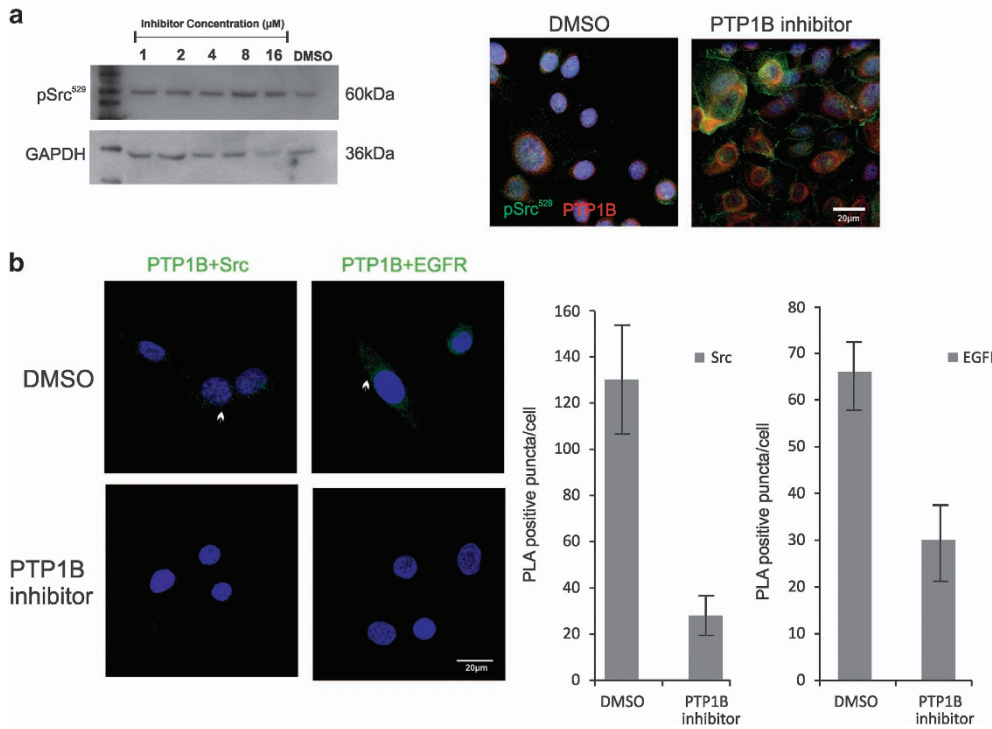 a
Inhibitor Concentration (µM)
1 2 4 8 16 DMSO
pSrc⁵²⁹
60kDa
GAPDH
36kDa
DMSO
PTP1B inhibitor
pSrc⁵²⁹ PTP1B
20µm
b
PTP1B+Src
PTP1B+EGFR
DMSO
PTP1B
inhibitor
20µm
PLA positive puncta/cell
160
140
120
100
80
60
40
20
0
Src
DMSO
PTP1B
inhibitor
PLA positive puncta/cell
80
70
60
50
40
30
20
10
0
EGFR
DMSO
PTP1B
inhibitor